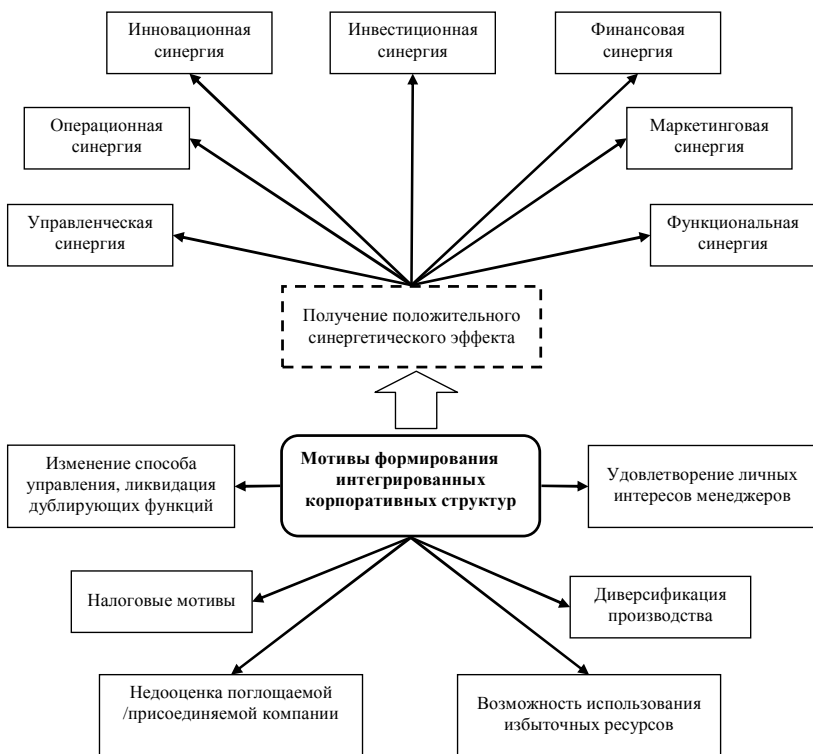 Инновационная
синергия
Инвестиционная
синергия
Финансовая
синергия
Операционная
синергия
Маркетинговая
синергия
Управленческая
синергия
Функциональная
синергия
Получение положительного
синергетического эффекта
Мотивы формирования
интегрированных
корпоративных структур
Изменение способа
управления, ликвидация
дублирующих функций
Удовлетворение личных
интересов менеджеров
Налоговые мотивы
Диверсификация
производства
Недооценка поглощаемой
/присоединяемой компании
Возможность использования
избыточных ресурсов